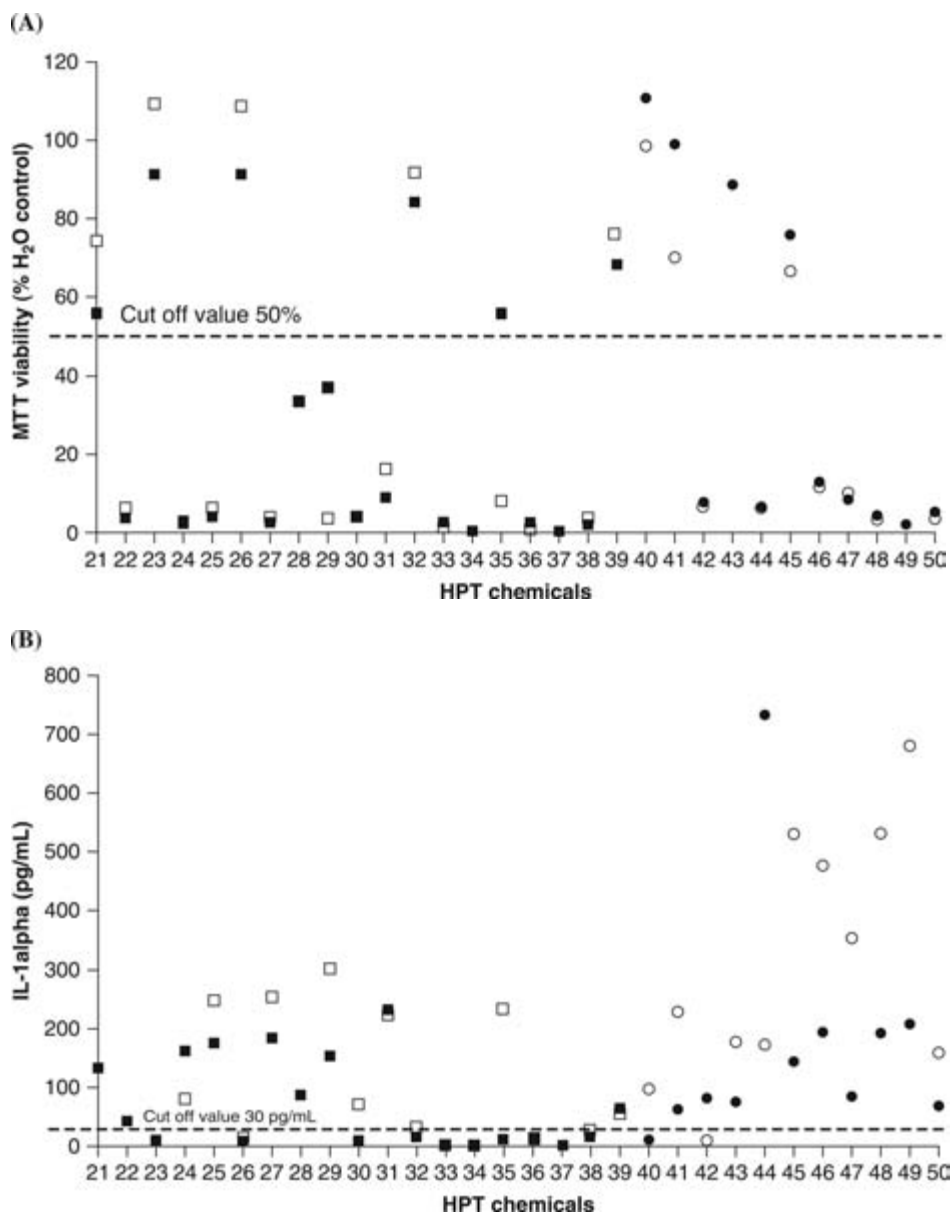 (A)
120
100
80
60
40
20
0
MTT viability (% H₂O control)
Cut off value 50%
21 22 23 24 25 26 27 28 29 30 31 32 33 34 35 36 37 38 39 40 41 42 43 44 45 46 47 48 49 50
HPT chemicals
(B)
800
700
600
500
400
300
200
100
0
IL-1alpha (pg/mL)
Cut off value 30 pg/mL
21 22 23 24 25 26 27 28 29 30 31 32 33 34 35 36 37 38 39 40 41 42 43 44 45 46 47 48 49 50
HPT chemicals